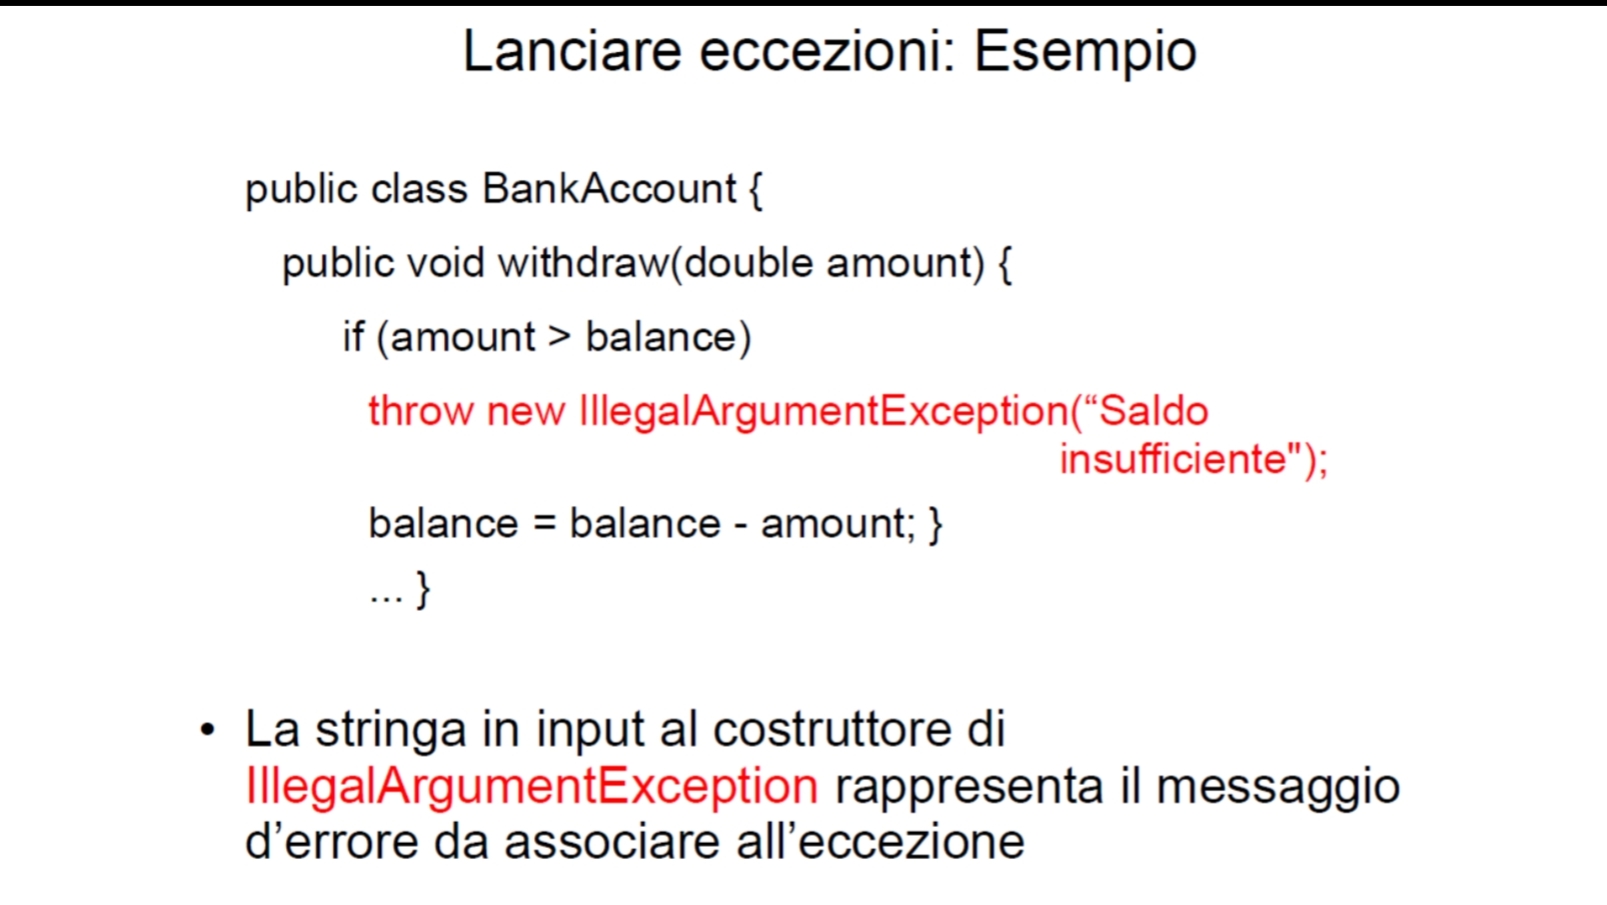 Lanciare eccezioni: Esempio
public class BankAccount {
public void withdraw(double amount) {
if (amount > balance)
throw new IllegalArgumentException(“Saldo
insufficiente");
balance = balance - amount; }
... }
• La stringa in input al costruttore di
IllegalArgumentException rappresenta il messaggio
d’errore da associare all’eccezione